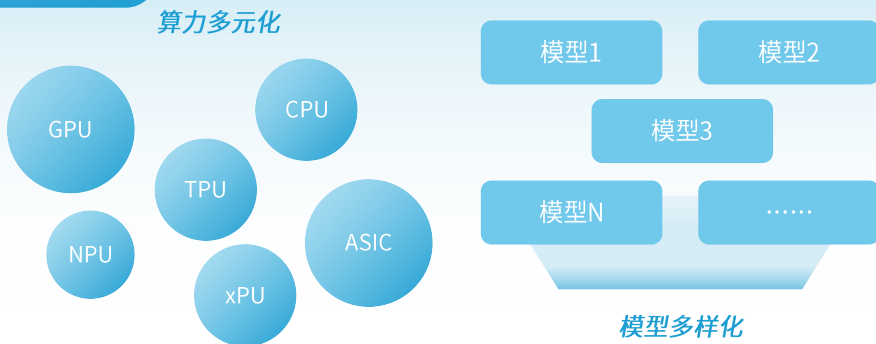 算力多元化
GPU
CPU
TPU
NPU
ASIC
xPU
模型1
模型2
模型3
模型N
······
模型多样化